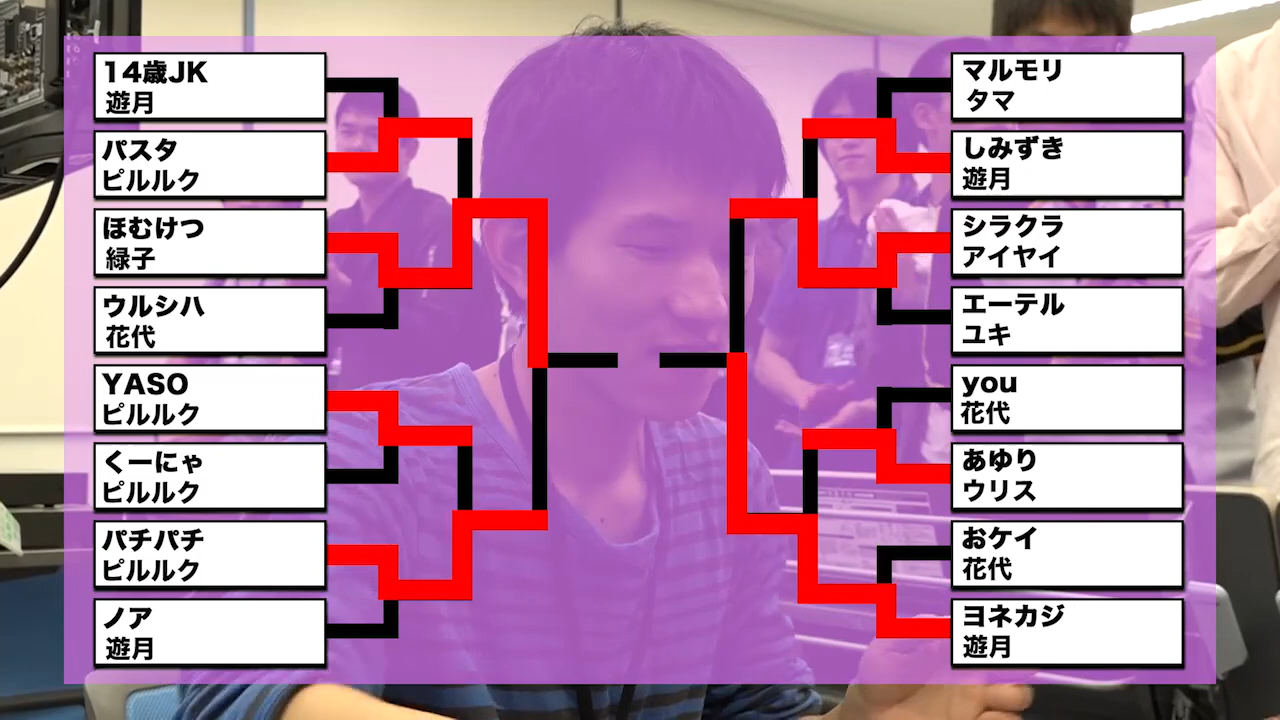 14歳JK
遊月
パスタ
ピルルク
ほむけつ
緑子
ウルシハ
花代
YASO
ピルルク
くーにゃ
ピルルク
パチパチ
ピルルク
ノア
遊月
マルモリ
タマ
しみずき
遊月
シラクラ
アイヤイ
エーテル
ユキ
you
花代
あゆり
ウリス
おケイ
花代
ヨネカジ
遊月